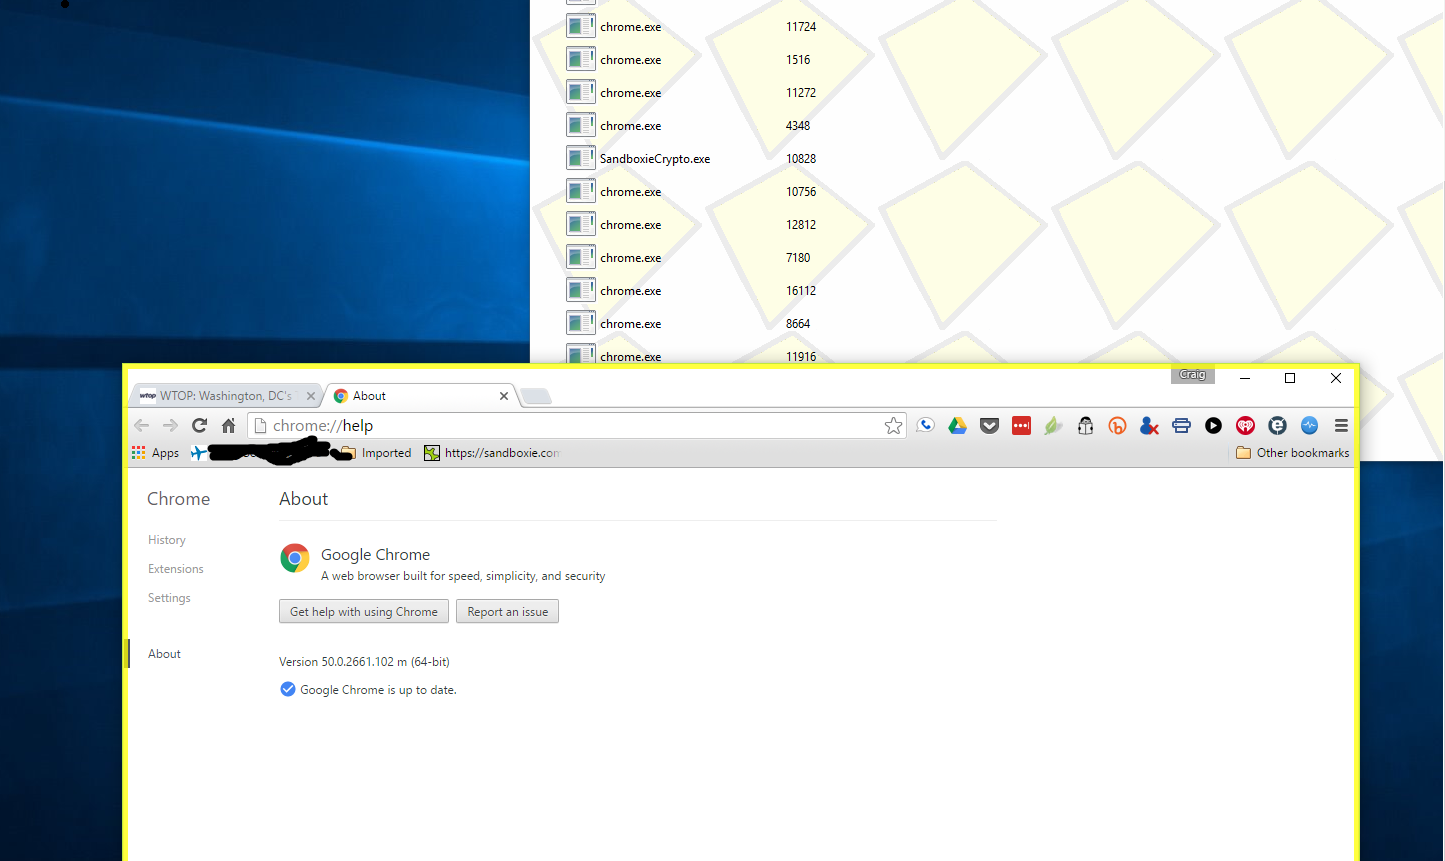 chrome.exe 11724
chrome.exe 1516
chrome.exe 11272
chrome.exe 4348
SandboxieCrypto.exe 10828
chrome.exe 10756
chrome.exe 12812
chrome.exe 7180
chrome.exe 16112
chrome.exe 8664
chrome.exe 11916
Craig
wtop WTOP: Washington, DC's
About
chrome://help
Apps
Imported
https://sandboxie.com
Other bookmarks
Chrome
About
History
Extensions
Settings
About
Google Chrome
A web browser built for speed, simplicity, and security
Get help with using Chrome
Report an issue
Version 50.0.2661.102 m (64-bit)
Google Chrome is up to date.